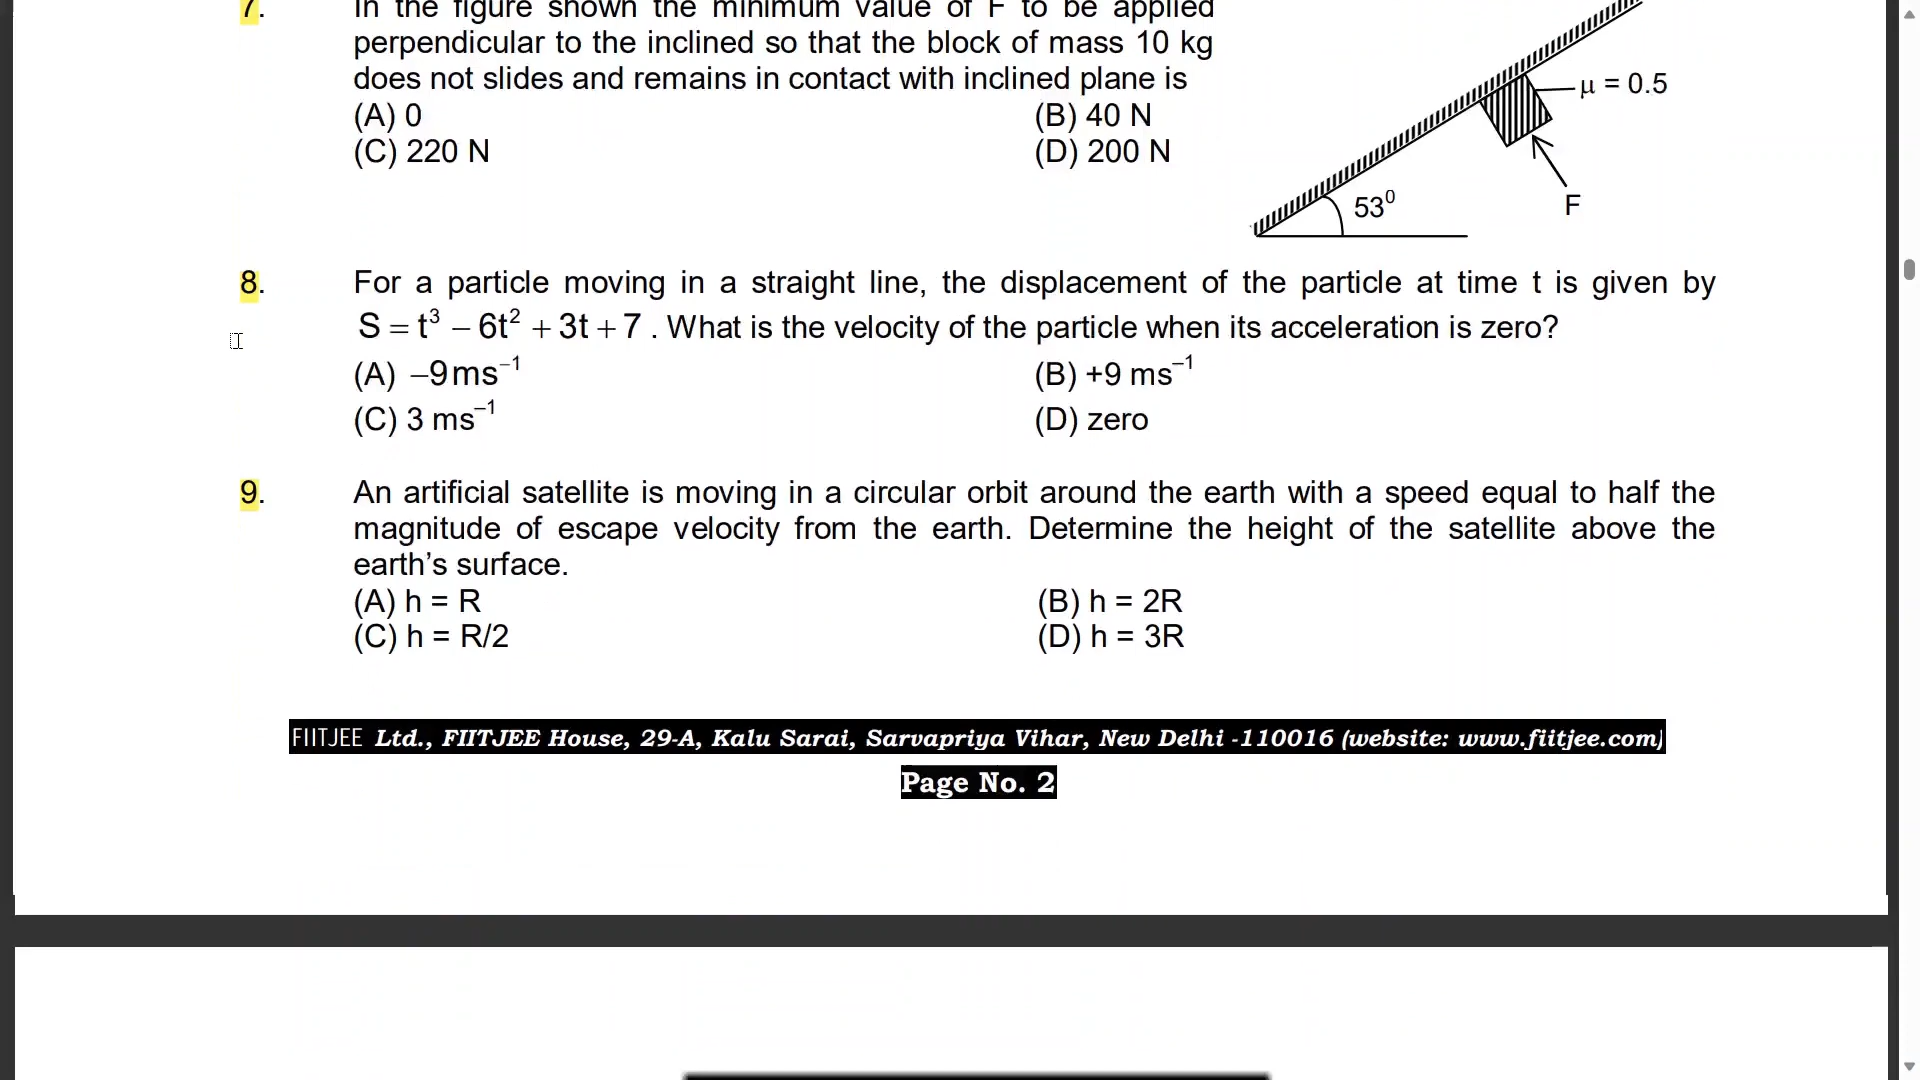 7.
In the figure shown the minimum value of F to be applied
perpendicular to the inclined so that the block of mass 10 kg
does not slides and remains in contact with inclined plane is
(A) 0 (B) 40 N
(C) 220 N (D) 200 N
μ = 0.5
53⁰
F
8. For a particle moving in a straight line, the displacement of the particle at time t is given by
S = t³ − 6t² + 3t + 7 . What is the velocity of the particle when its acceleration is zero?
(A) −9ms⁻¹ (B) +9 ms⁻¹
(C) 3 ms⁻¹ (D) zero
9. An artificial satellite is moving in a circular orbit around the earth with a speed equal to half the
magnitude of escape velocity from the earth. Determine the height of the satellite above the
earth’s surface.
(A) h = R (B) h = 2R
(C) h = R/2 (D) h = 3R
FIITJEE Ltd., FIITJEE House, 29-A, Kalu Sarai, Sarvapriya Vihar, New Delhi -110016 (website: www.fiitjee.com)
Page No. 2